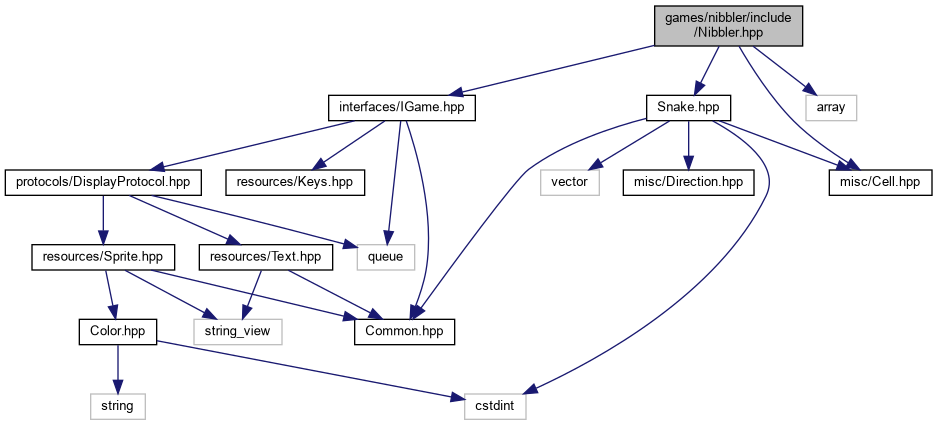 games/nibbler/include
/Nibbler.hpp
interfaces/IGame.hpp
Snake.hpp
array
protocols/DisplayProtocol.hpp
resources/Keys.hpp
vector
misc/Direction.hpp
misc/Cell.hpp
resources/Sprite.hpp
resources/Text.hpp
queue
Color.hpp
string_view
Common.hpp
string
cstdint